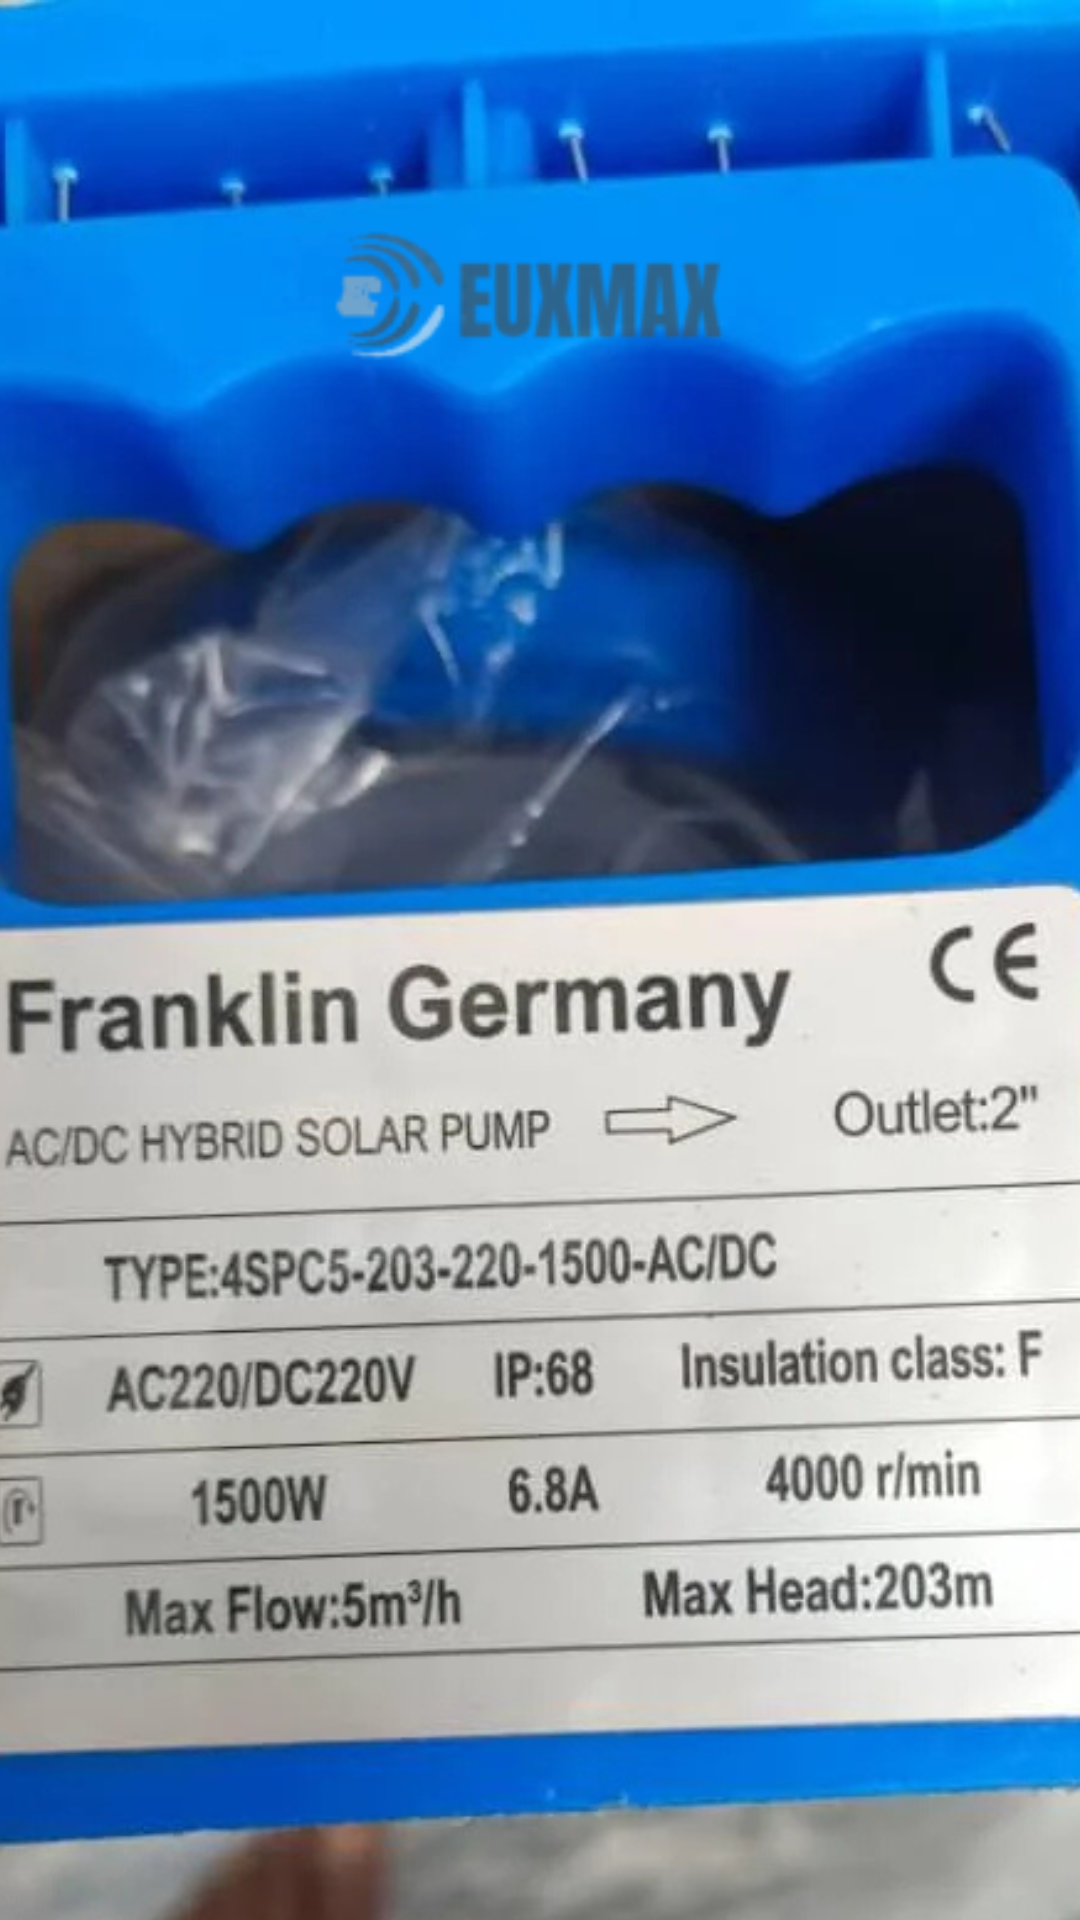 EUXMAX
Franklin Germany CE
AC/DC HYBRID SOLAR PUMP Outlet:2"
TYPE:4SPC5-203-220-1500-AC/DC
AC220/DC220V IP:68 Insulation class: F
1500W 6.8A 4000 r/min
Max Flow:5m³/h Max Head:203m